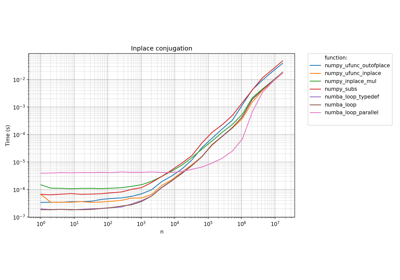 Inplace conjugation
function:
numpy_ufunc_outofplace
numpy_ufunc_inplace
numpy_inplace_mul
numpy_subs
numba_loop_typedef
numba_loop
numba_loop_parallel
Time (s)
10⁻²
10⁻³
10⁻⁴
10⁻⁵
10⁻⁶
10⁻⁷
10⁰ 10¹ 10² 10³ 10⁴ 10⁵ 10⁶ 10⁷
n